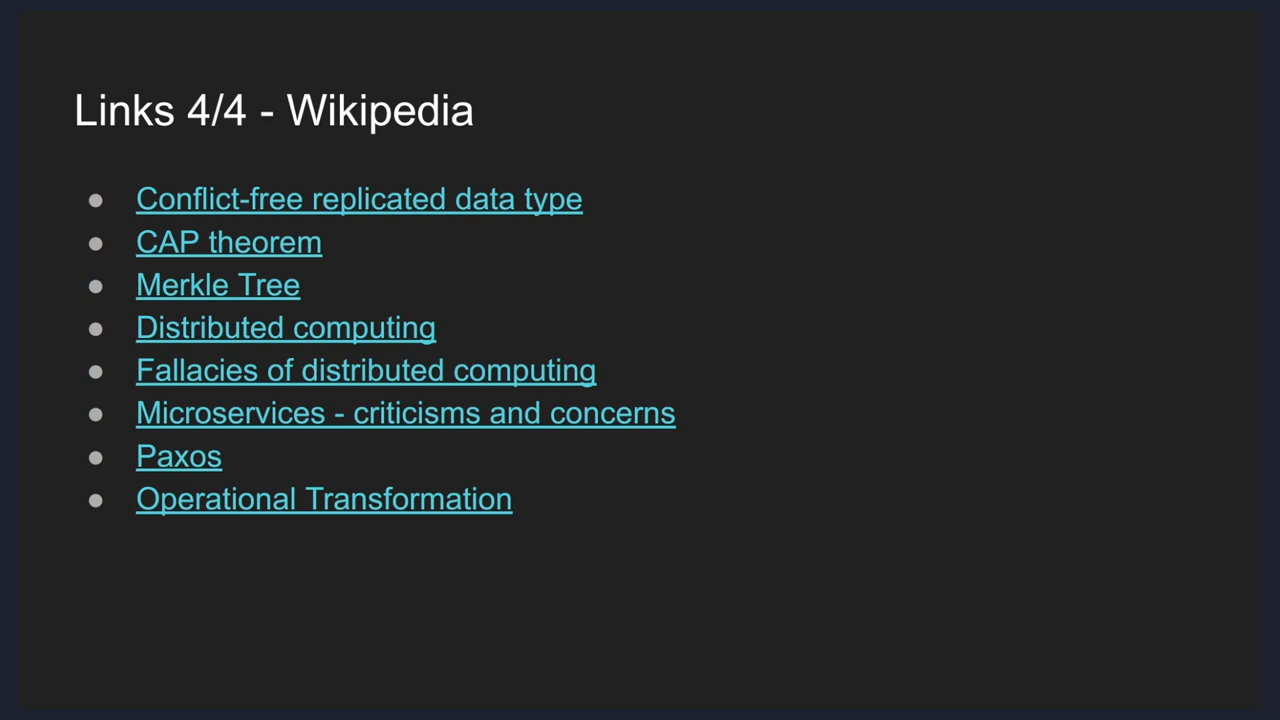 Links 4/4 - Wikipedia
● Conflict-free replicated data type
● CAP theorem
● Merkle Tree
● Distributed computing
● Fallacies of distributed computing
● Microservices - criticisms and concerns
● Paxos
● Operational Transformation